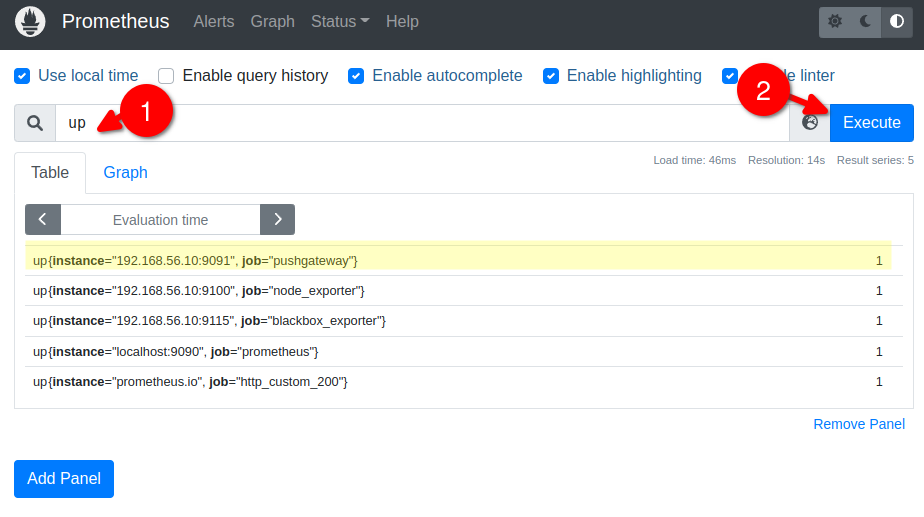 Prometheus Alerts Graph Status Help
Use local time Enable query history Enable autocomplete Enable highlighting linter
1 2
up Execute
Load time: 46ms Resolution: 14s Result series: 5
Table Graph
Evaluation time
up{instance="192.168.56.10:9091", job="pushgateway"} 1
up{instance="192.168.56.10:9100", job="node_exporter"} 1
up{instance="192.168.56.10:9115", job="blackbox_exporter"} 1
up{instance="localhost:9090", job="prometheus"} 1
up{instance="prometheus.io", job="http_custom_200"} 1
Remove Panel
Add Panel